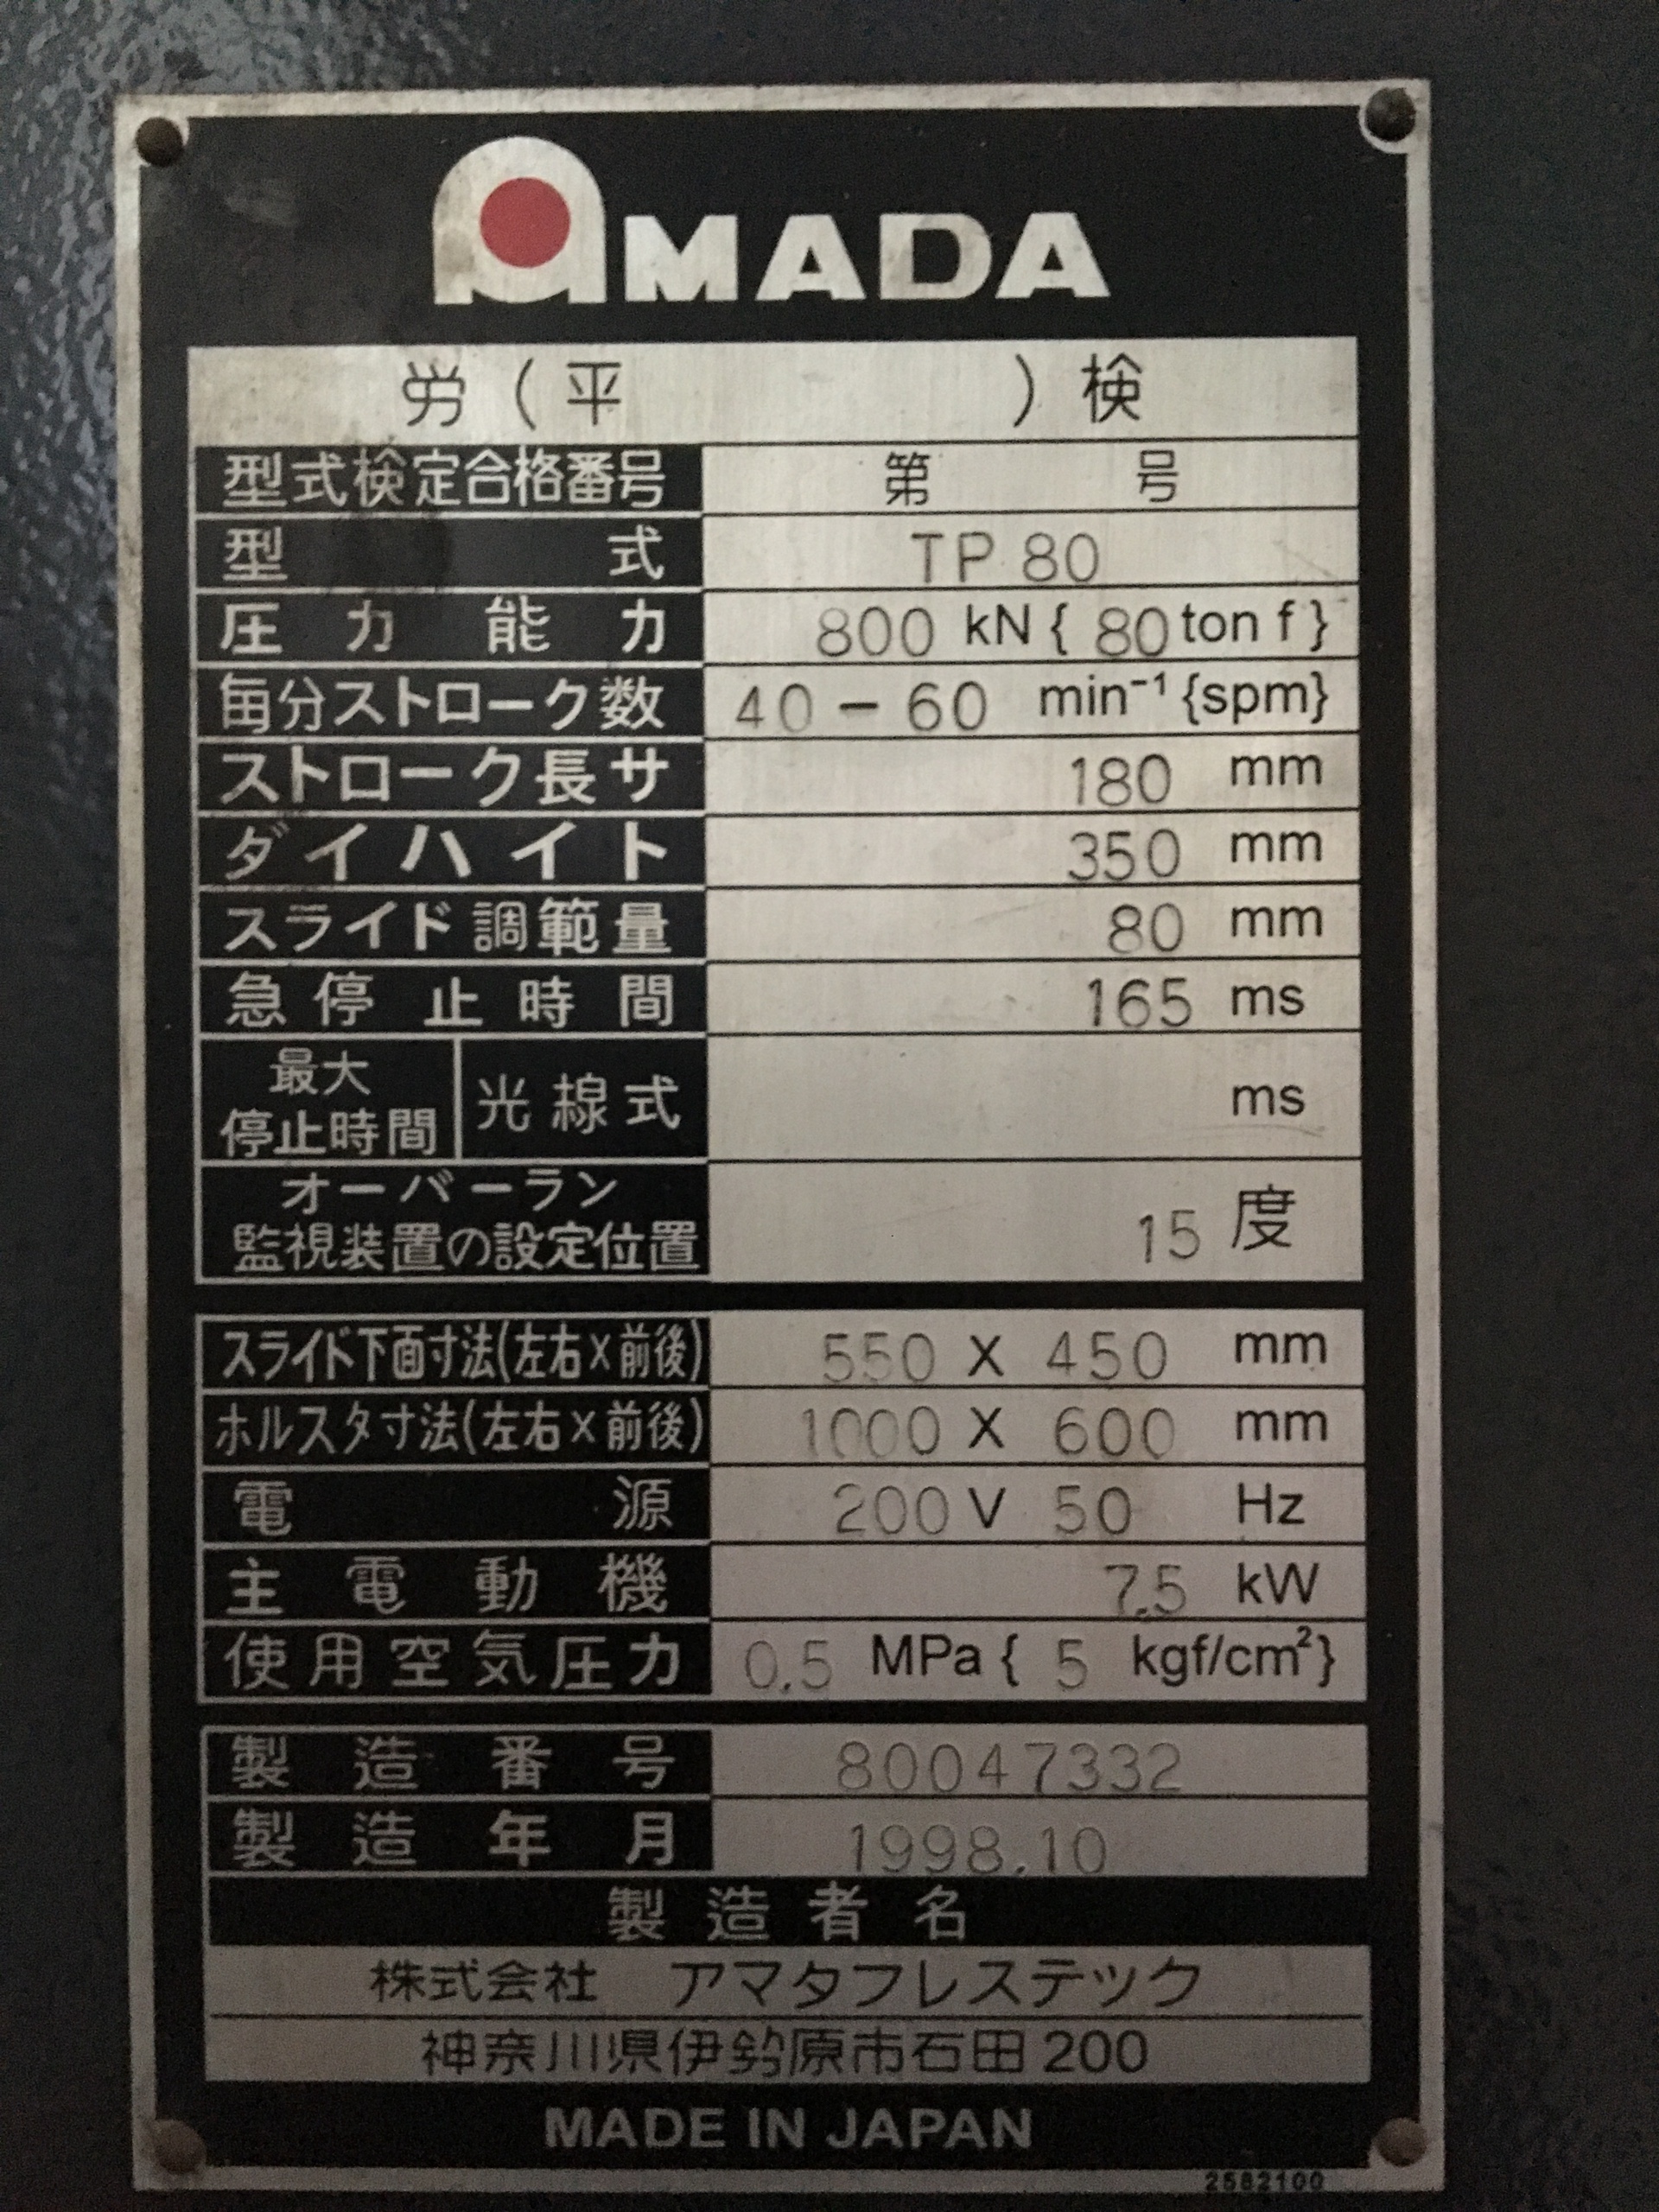 AMADA
労(平 )検
型式検定合格番号 第 号
型式 TP 80
圧力能力 800 kN { 80 ton f }
毎分ストローク数 40 - 60 min⁻¹ {spm}
ストローク長サ 180 mm
ダイハイト 350 mm
スライド調範量 80 mm
急停止時間 165 ms
最大
停止時間 光線式 ms
オーバーラン
監視装置の設定位置 15 度
スライド下面寸法(左右×前後) 550 X 450 mm
ホルスタ寸法(左右×前後) 1000 X 600 mm
電源 200 V 50 Hz
主電動機 7.5 kW
使用空気圧力 0.5 MPa { 5 kgf/cm² }
製造番号 80047332
製造年月 1998.10
製造者名
株式会社 アマタフレステック
神奈川県伊勢原市石田200
MADE IN JAPAN
2582100